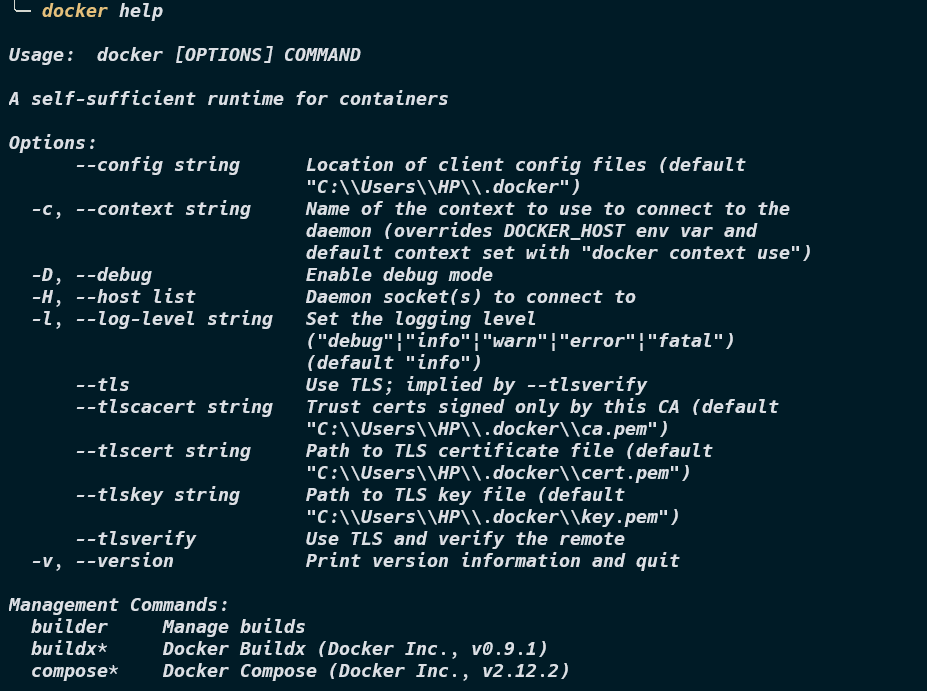 docker help
Usage:  docker [OPTIONS] COMMAND
A self-sufficient runtime for containers
Options:
      --config string      Location of client config files (default
                           "C:\\Users\\HP\\.docker")
  -c, --context string     Name of the context to use to connect to the
                           daemon (overrides DOCKER_HOST env var and
                           default context set with "docker context use")
  -D, --debug              Enable debug mode
  -H, --host list          Daemon socket(s) to connect to
  -l, --log-level string   Set the logging level
                           ("debug"¦"info"¦"warn"¦"error"¦"fatal")
                           (default "info")
      --tls                Use TLS; implied by --tlsverify
      --tlscacert string   Trust certs signed only by this CA (default
                           "C:\\Users\\HP\\.docker\\ca.pem")
      --tlscert string     Path to TLS certificate file (default
                           "C:\\Users\\HP\\.docker\\cert.pem")
      --tlskey string      Path to TLS key file (default
                           "C:\\Users\\HP\\.docker\\key.pem")
      --tlsverify          Use TLS and verify the remote
  -v, --version            Print version information and quit
Management Commands:
  builder     Manage builds
  buildx*     Docker Buildx (Docker Inc., v0.9.1)
  compose*    Docker Compose (Docker Inc., v2.12.2)